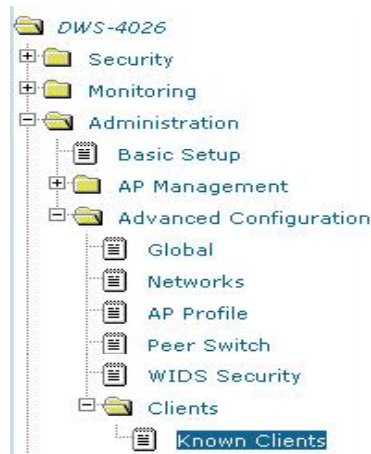 DWS-4026
Security
Monitoring
Administration
Basic Setup
AP Management
Advanced Configuration
Global
Networks
AP Profile
Peer Switch
WIDS Security
Clients
Known Clients